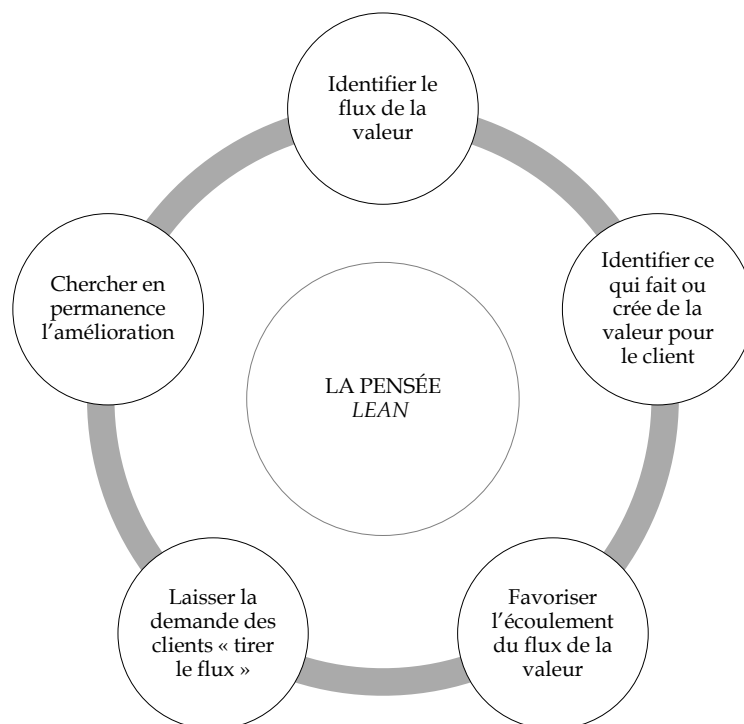 Identifier le
flux de la
valeur
Identifier ce
qui fait ou
crée de la
valeur pour
le client
Favoriser
l’écoulement
du flux de la
valeur
Laisser la
demande des
clients « tirer
le flux »
Chercher en
permanence
l’amélioration
LA PENSÉE
LEAN